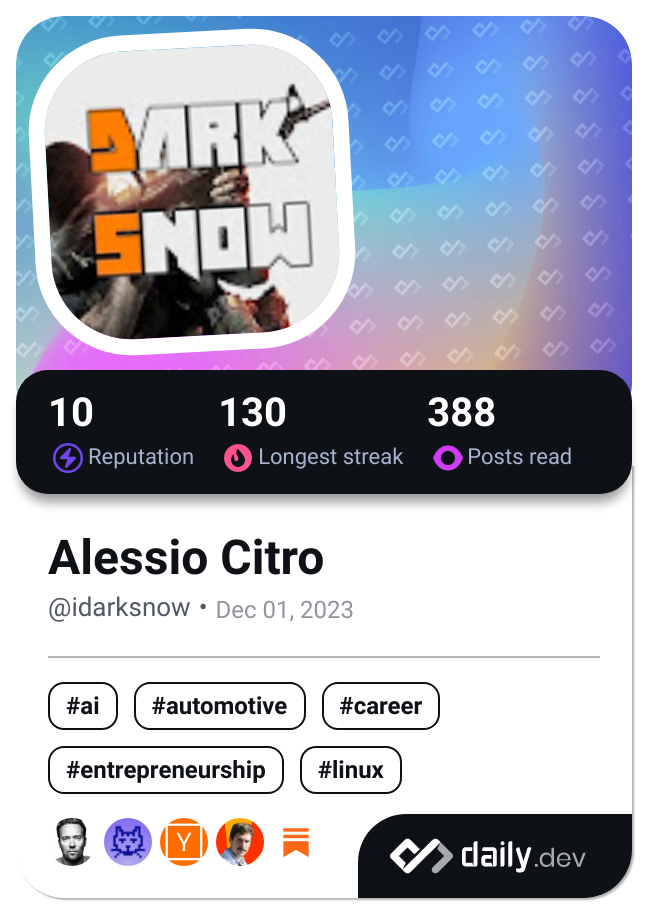 DARK
SNOW
10 130 388
Reputation Longest streak Posts read
Alessio Citro
@idarksnow • Dec 01, 2023
#ai #automotive #career
#entrepreneurship #linux
Y
daily.dev